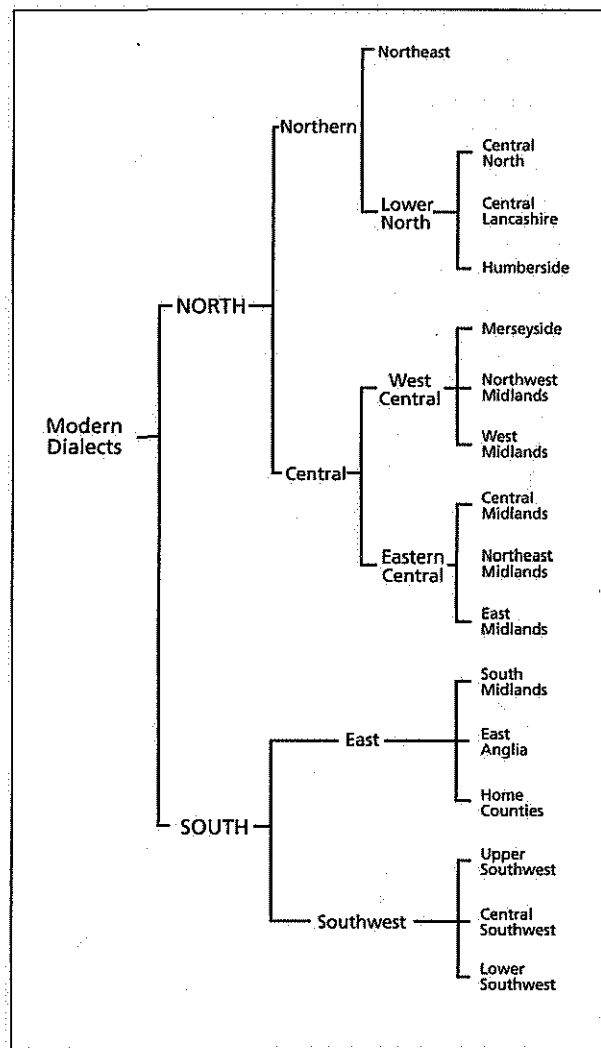 Northeast
Northern
Central
North
Lower
North
Central
Lancashire
Humberside
NORTH
Merseyside
West
Central
Northwest
Midlands
West
Midlands
Modern
Dialects
Central
Central
Midlands
Eastern
Central
Northeast
Midlands
East
Midlands
South
Midlands
East
East
Anglia
Home
Counties
SOUTH
Upper
Southwest
Southwest
Central
Southwest
Lower
Southwest